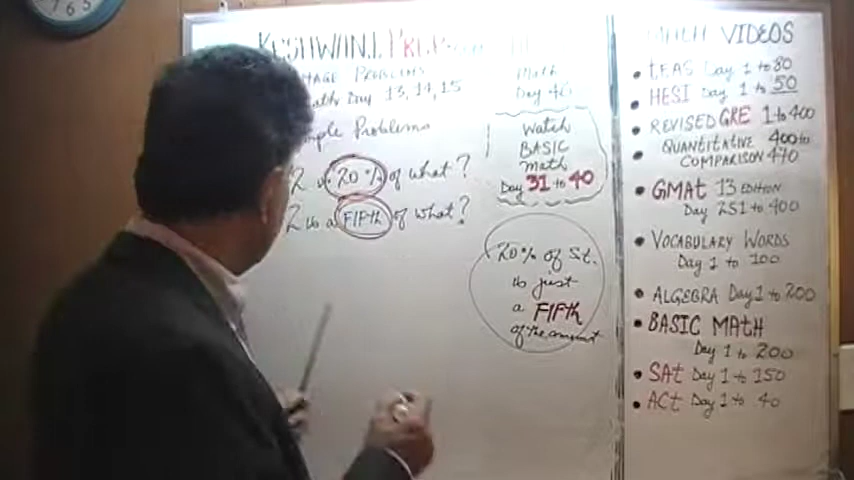 7 6 5
KESHWANI
PROBLEMS
Math Day 13, 14, 15
Problems
2 is 20% of what?
2 is a FIFTH of what?
Math
Day 40
Watch
BASIC
math
Day 31 to 40
20% of St.
is just
a FIFTH
of the amount
MATH VIDEOS
• TEAS Day 1 to 80
• HESI Day 1 to 50
• REVISED GRE 1 to 400
• QUANTITATIVE 400 to
COMPARISON 470
• GMAT 13 EDITION
Day 251 to 400
• VOCABULARY WORDS
Day 1 to 100
• ALGEBRA Day 1 to 200
• BASIC MATH
Day 1 to 200
• SAT Day 1 to 150
• ACT Day 1 to 40